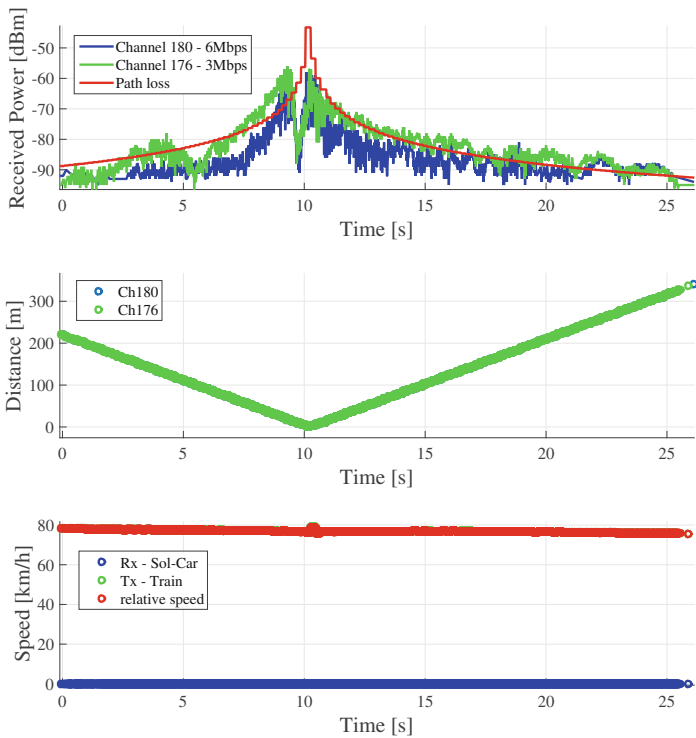 Received Power [dBm]
-50
-60
-70
-80
-90
Channel 180 - 6Mbps
Channel 176 - 3Mbps
Path loss
0 5 10 15 20 25
Time [s]
Distance [m]
300
200
100
0
Ch180
Ch176
0 5 10 15 20 25
Time [s]
Speed [km/h]
80
60
40
20
0
Rx - Sol-Car
Tx - Train
relative speed
0 5 10 15 20 25
Time [s]